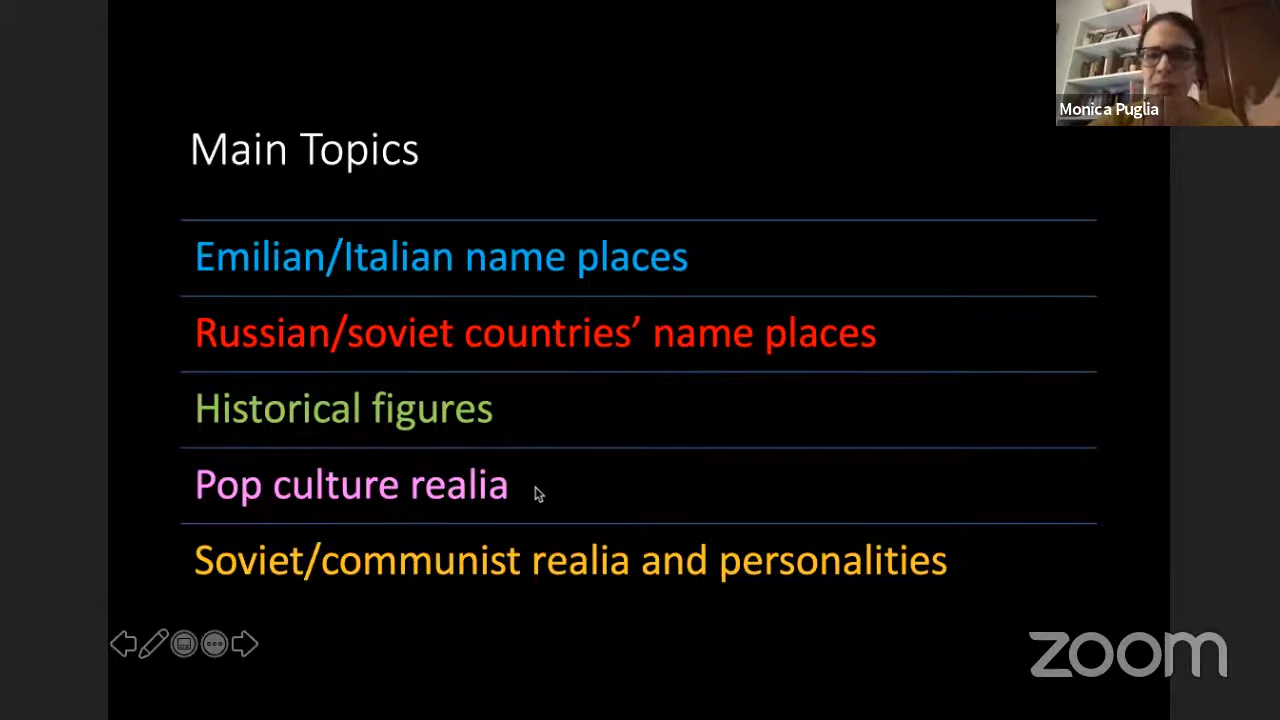 Monica Puglia
Main Topics
Emilian/Italian name places
Russian/soviet countries’ name places
Historical figures
Pop culture realia
Soviet/communist realia and personalities
zoom